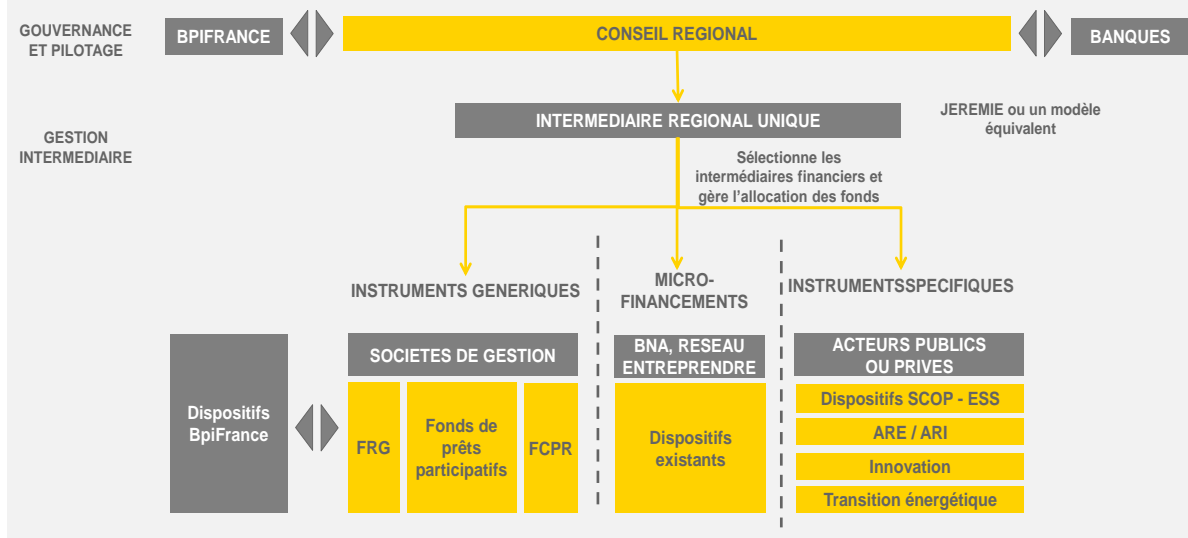 GOUVERNANCE
ET PILOTAGE
BPIFRANCE
CONSEIL REGIONAL
BANQUES
GESTION
INTERMEDIAIRE
INTERMEDIAIRE REGIONAL UNIQUE
JEREMIE ou un modèle
équivalent
Sélectionne les
intermédiaires financiers et
gère l'allocation des fonds
INSTRUMENTS GENERIQUES
MICRO-
FINANCEMENTS
INSTRUMENTSSPECIFIQUES
Dispositifs
BpiFrance
SOCIETES DE GESTION
FRG
Fonds de
prêts
participatifs
FCPR
BNA, RESEAU
ENTREPRENDRE
Dispositifs
existants
ACTEURS PUBLICS
OU PRIVES
Dispositifs SCOP - ESS
ARE / ARI
Innovation
Transition énergétique